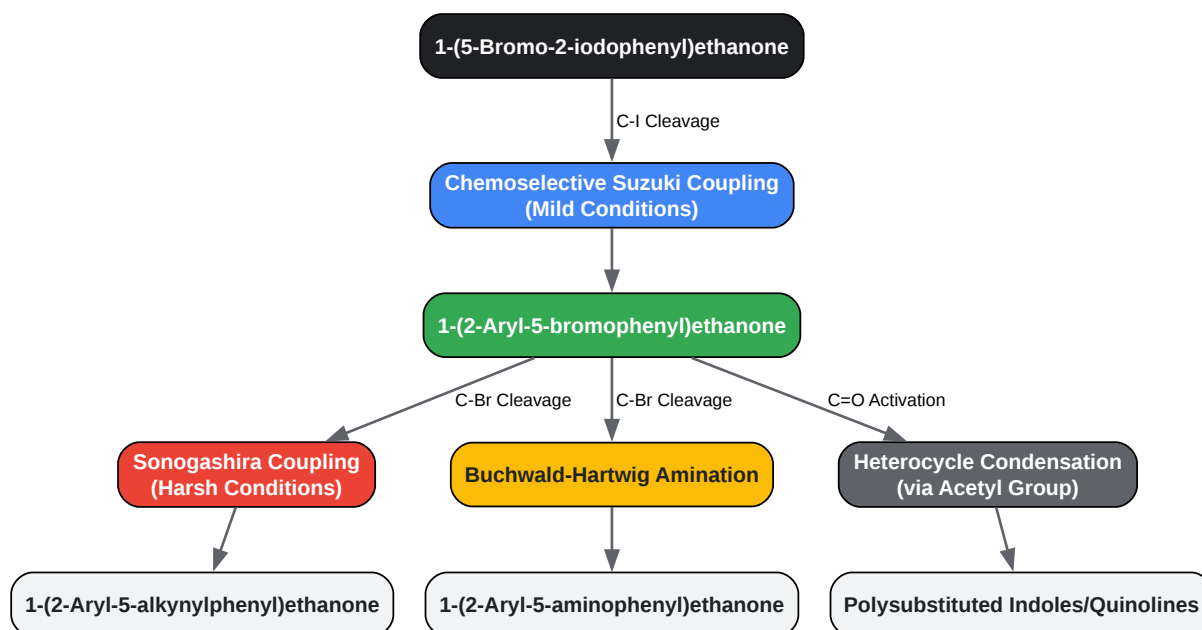 1-(5-Bromo-2-iodophenyl)ethanone
C-I Cleavage
Chemoselective Suzuki Coupling
(Mild Conditions)
1-(2-Aryl-5-bromophenyl)ethanone
C-Br Cleavage
C-Br Cleavage
C=O Activation
Sonogashira Coupling
(Harsh Conditions)
Buchwald-Hartwig Amination
Heterocycle Condensation
(via Acetyl Group)
1-(2-Aryl-5-alkynylphenyl)ethanone
1-(2-Aryl-5-aminophenyl)ethanone
Polysubstituted Indoles/Quinolines